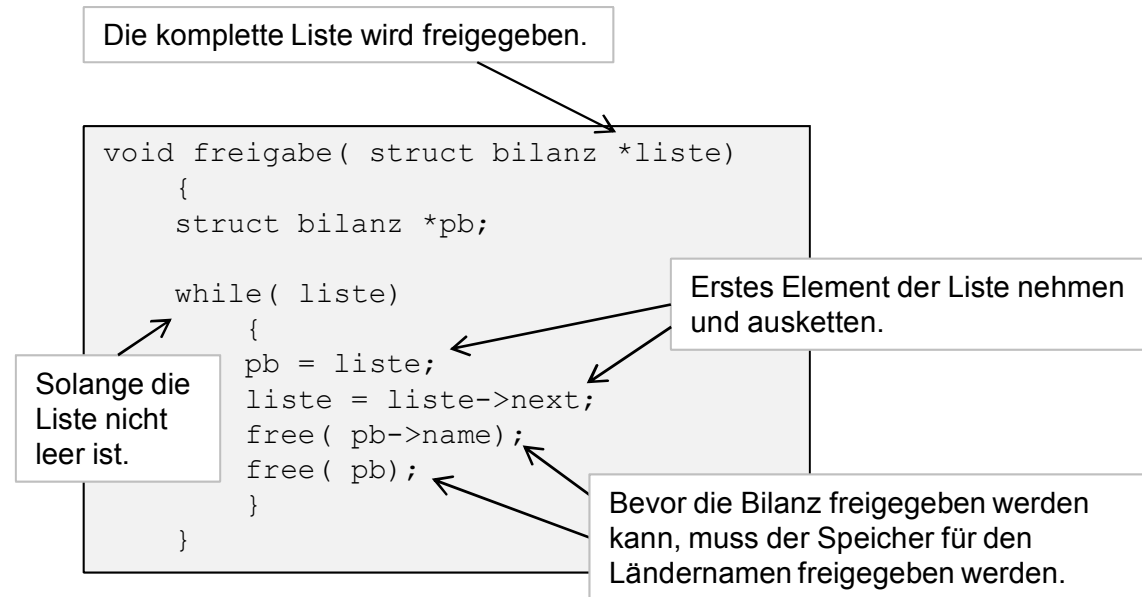 Die komplette Liste wird freigegeben.
void freigabe( struct bilanz *liste)
{
struct bilanz *pb;
while( liste)
{
pb = liste;
liste = liste->next;
free( pb->name);
free( pb);
}
}
Erstes Element der Liste nehmen
und ausketten.
Solange die
Liste nicht
leer ist.
Bevor die Bilanz freigegeben werden
kann, muss der Speicher für den
Ländernamen freigegeben werden.